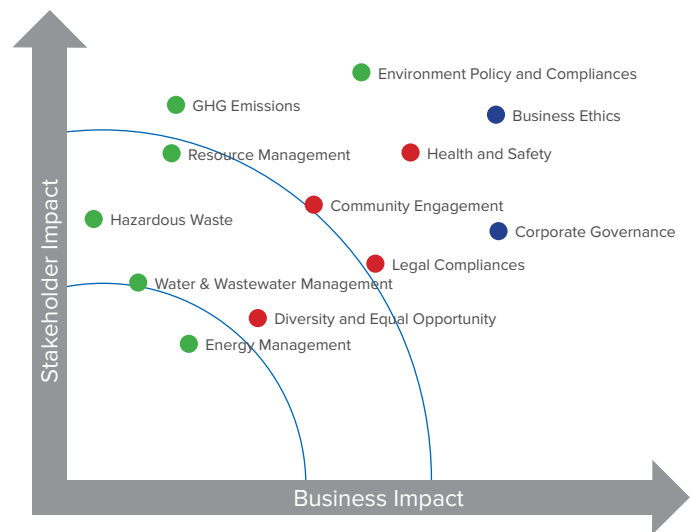 Environment Policy and Compliances
GHG Emissions
Business Ethics
Resource Management
Health and Safety
Community Engagement
Hazardous Waste
Corporate Governance
Legal Compliances
Water & Wastewater Management
Diversity and Equal Opportunity
Energy Management
Stakeholder Impact
Business Impact